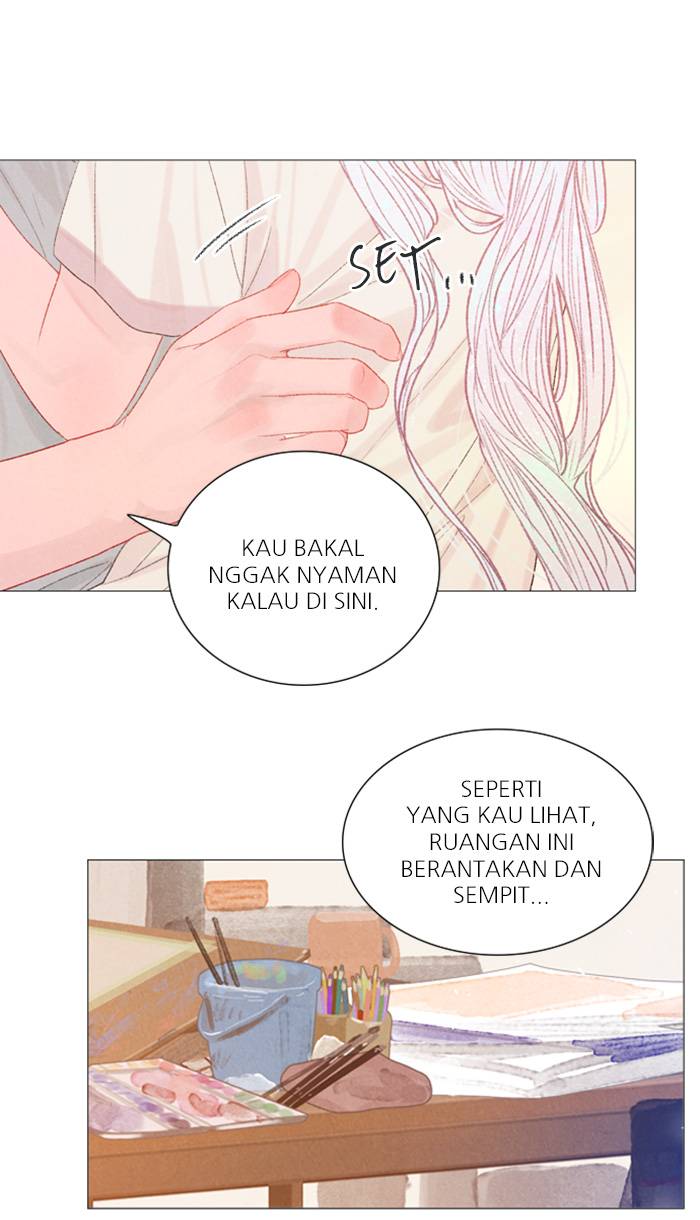 SET...
KAU BAKAL
NGGAK NYAMAN
KALAU DI SINI.
SEPERTI
YANG KAU LIHAT,
RUANGAN INI
BERANTAKAN DAN
SEMPIT...